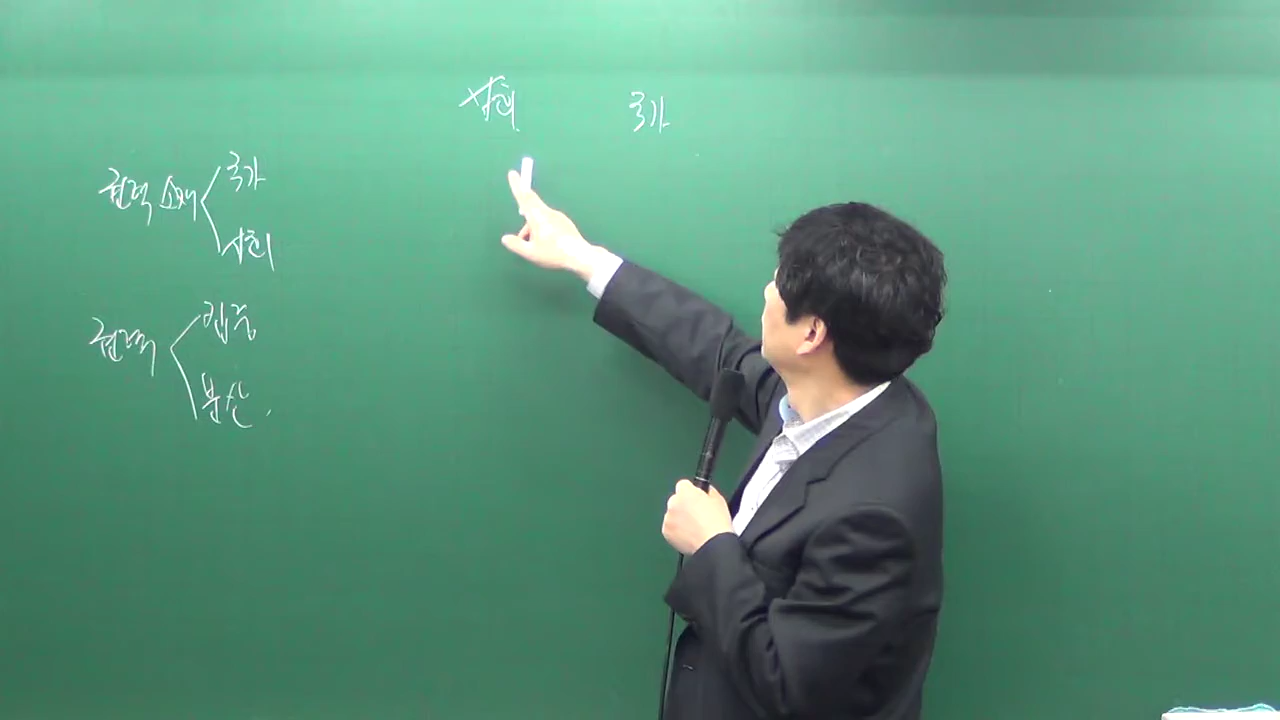 사회 국가
권력 소재 국가
사회
권력 집중
분산.